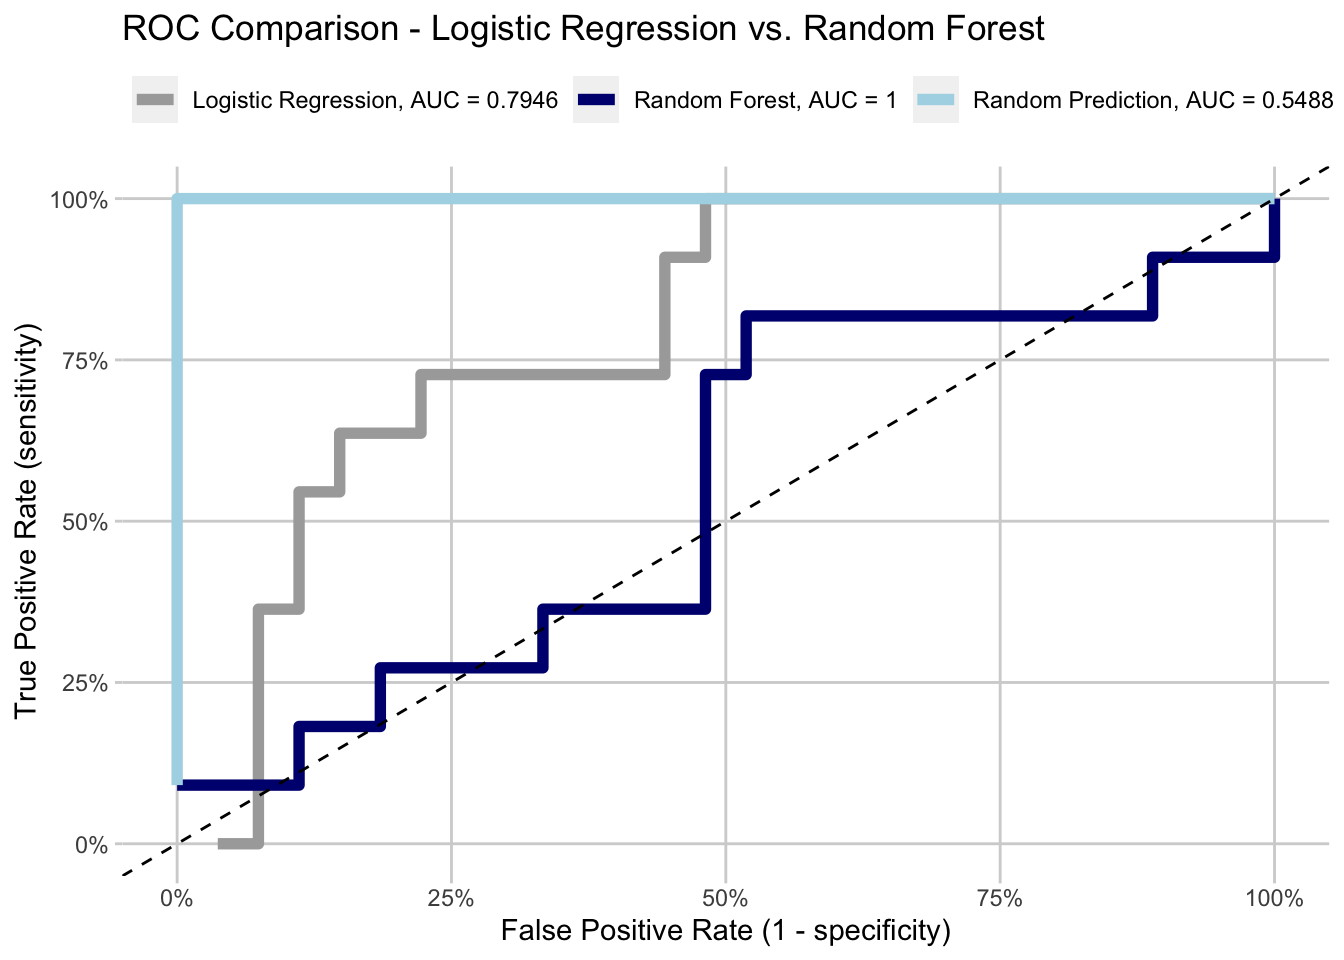 ROC Comparison - Logistic Regression vs. Random Forest
Logistic Regression, AUC = 0.7946
Random Forest, AUC = 1
Random Prediction, AUC = 0.5488
True Positive Rate (sensitivity)
100%
75%
50%
25%
0%
0%
25%
50%
75%
100%
False Positive Rate (1 - specificity)